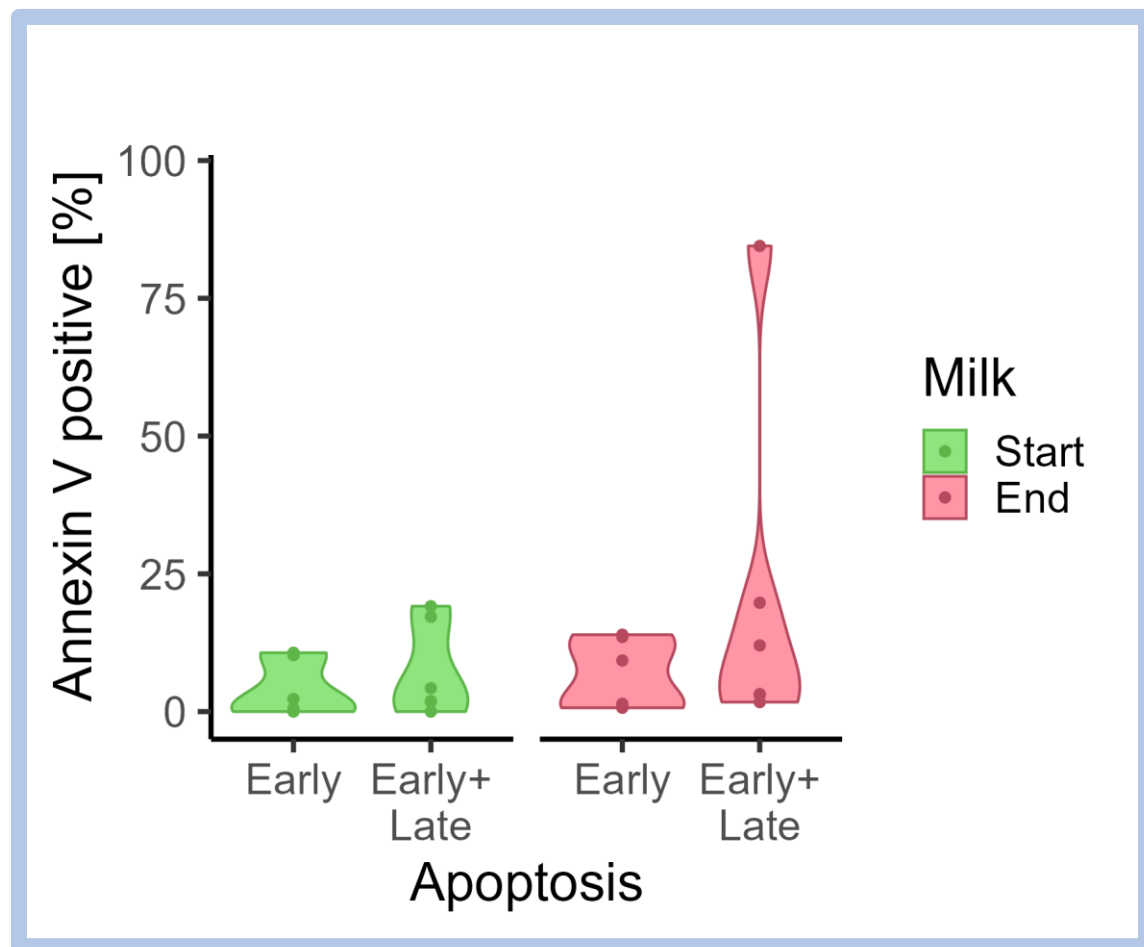 100
75
50
25
0
Annexin V positive [%]
Early
Early+
Late
Early
Early+
Late
Apoptosis
Milk
Start
End